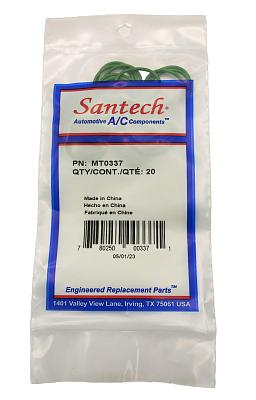 Santech®
Automotive A/C Components™
PN: MT0337
QTY/CONT./QTÉ: 20
Made in China
Hecho en China
Fabriqué en Chine
7 80250 00337 1
05/01/23
Engineered Replacement Parts™
1401 Valley View Lane, Irving, TX 75061 USA